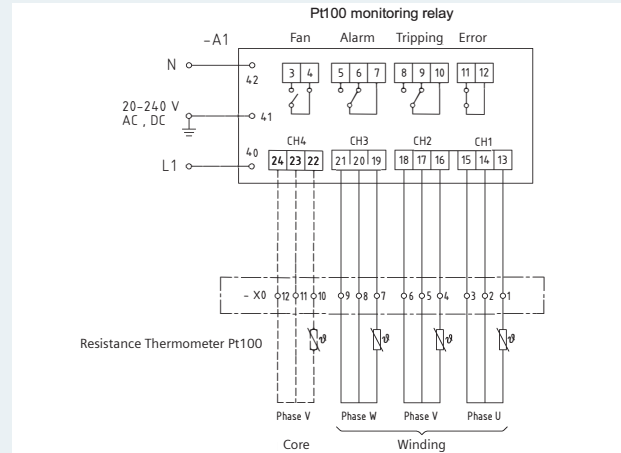 Pt100 monitoring relay
-A1 Fan Alarm Tripping Error
N 42 3 4 5 6 7 8 9 10 11 12
20-240 V
AC , DC
41
L1 40
CH4 CH3 CH2 CH1
24 23 22 21 20 19 18 17 16 15 14 13
- X0 12 11 10 9 8 7 6 5 4 3 2 1
Resistance Thermometer Pt100 ϑ ϑ ϑ ϑ
Phase V Phase W Phase V Phase U
Core Winding